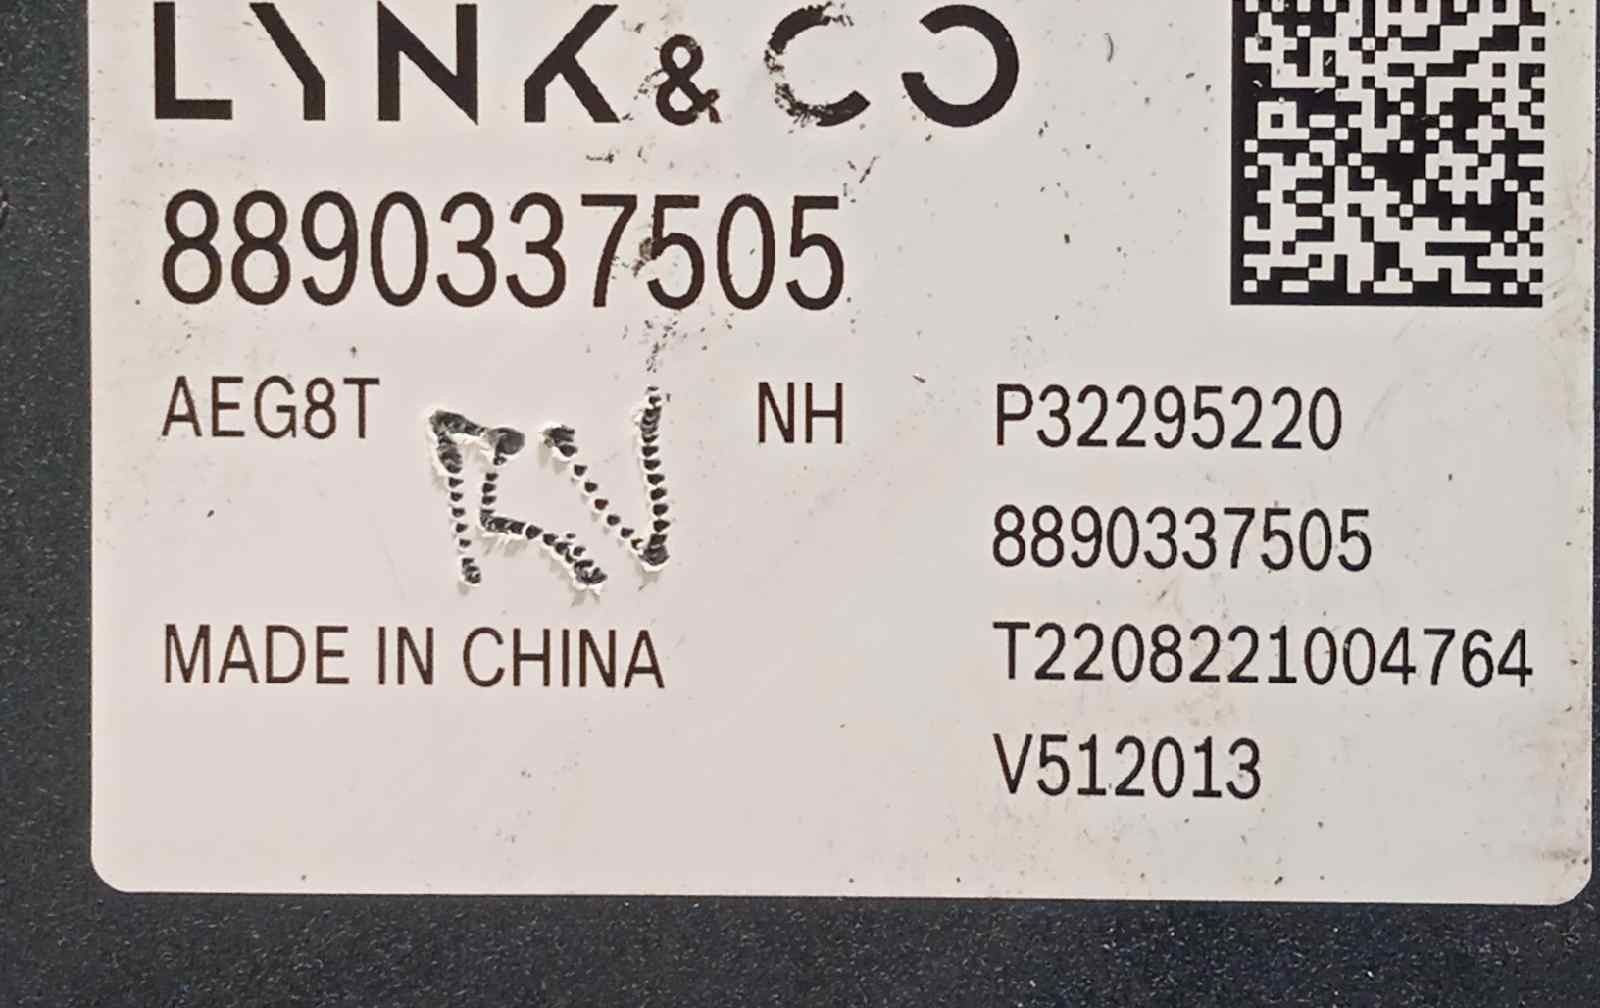 LYNK & CO
8890337505
AEG8T NH P32295220
8890337505
MADE IN CHINA T2208221004764
V512013